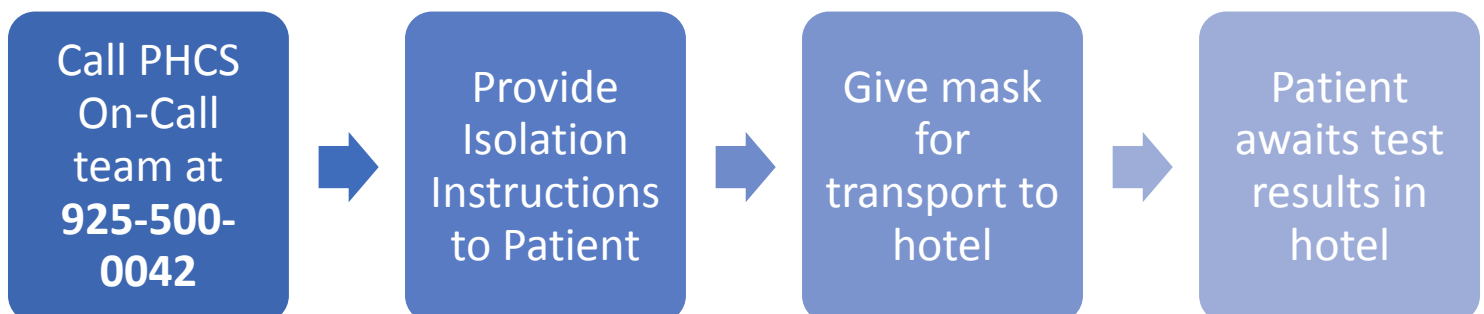 Call PHCS
On-Call
team at
925-500-
0042
Provide
Isolation
Instructions
to Patient
Give mask
for
transport to
hotel
Patient
awaits test
results in
hotel